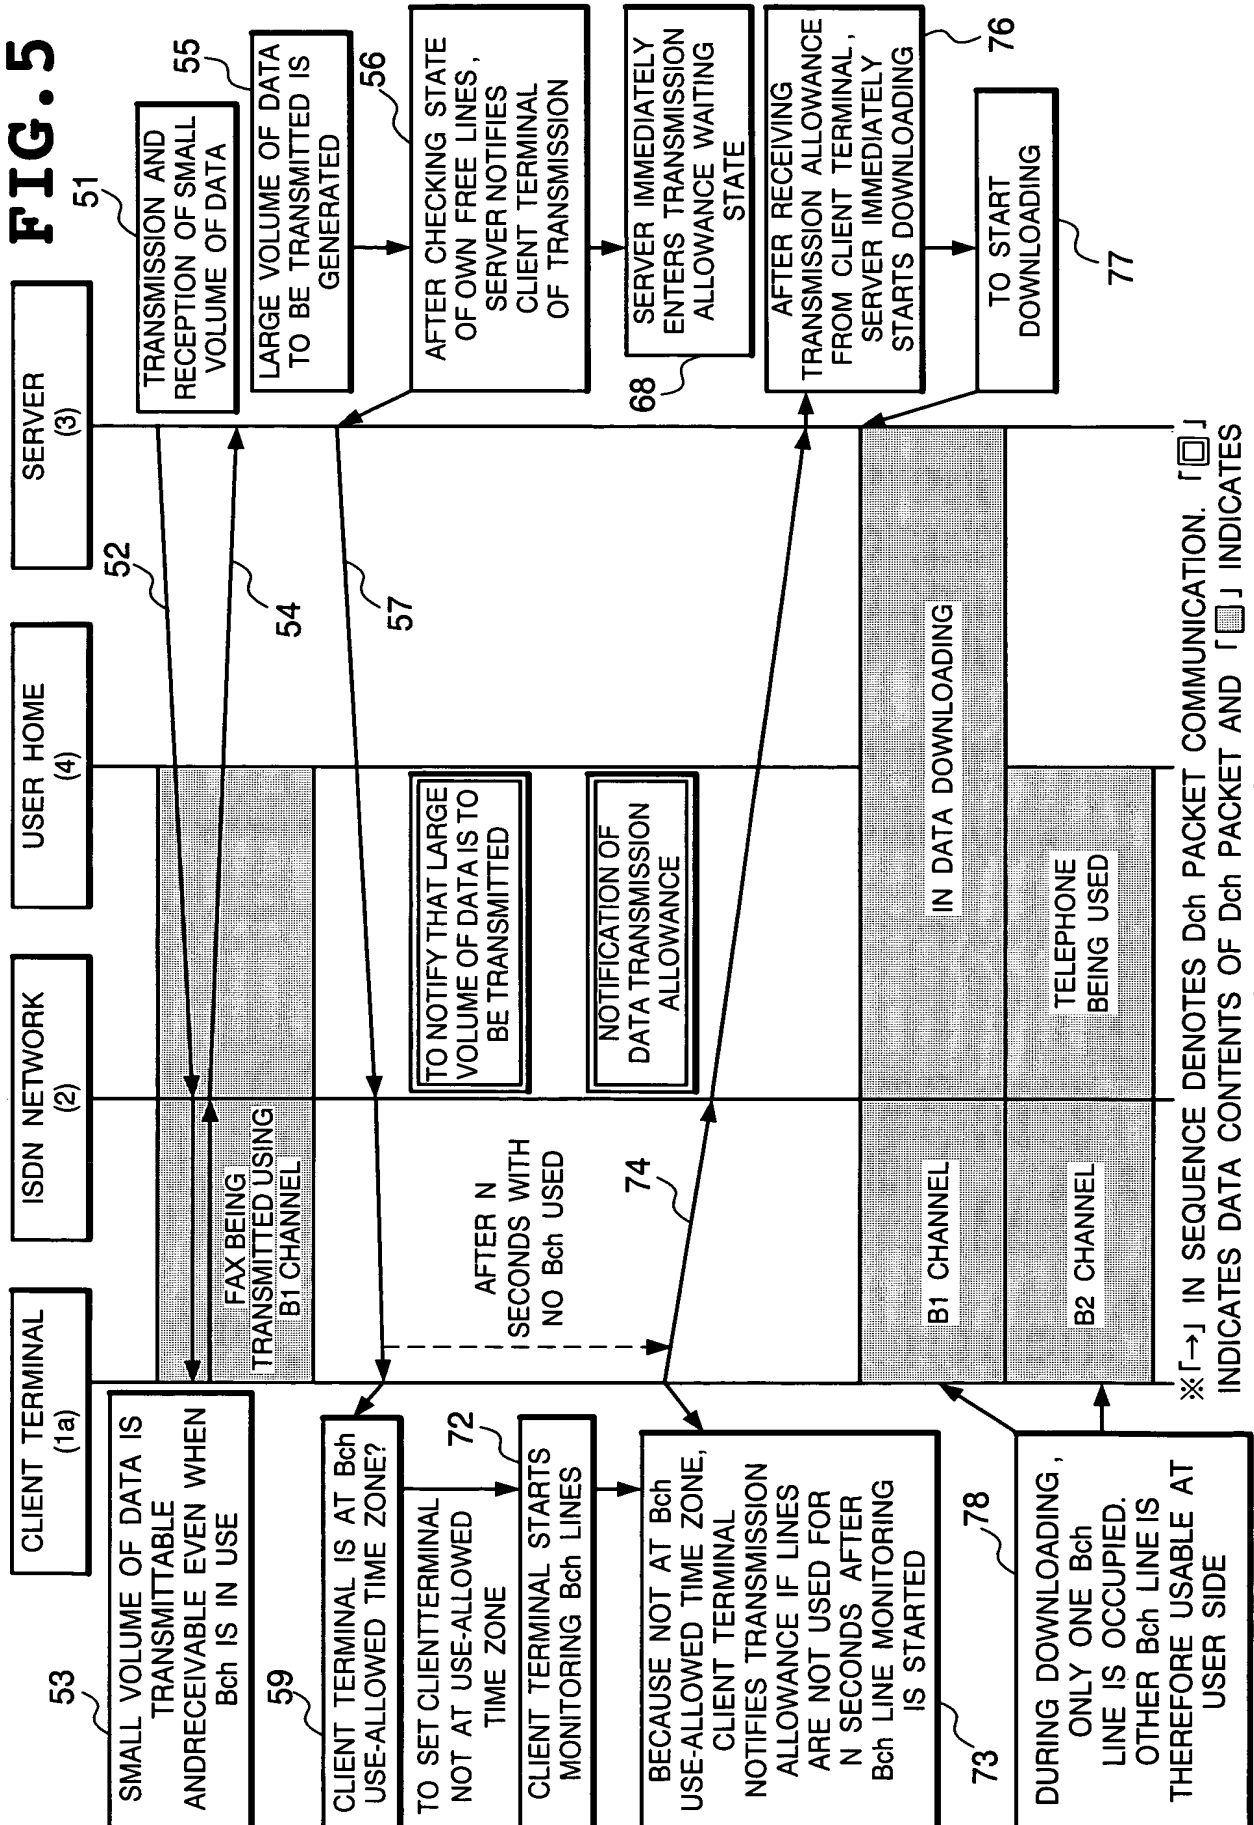 FIG.5
CLIENT TERMINAL
(1a)
ISDN NETWORK
(2)
USER HOME
(4)
SERVER
(3)
53
SMALL VOLUME OF DATA IS
TRANSMITTABLE
ANDRECEIVABLE EVEN WHEN
Bch IS IN USE
FAX BEING
TRANSMITTED USING
B1 CHANNEL
52
54
51
TRANSMISSION AND
RECEPTION OF SMALL
VOLUME OF DATA
55
LARGE VOLUME OF DATA
TO BE TRANSMITTED IS
GENERATED
56
AFTER CHECKING STATE
OF OWN FREE LINES,
SERVER NOTIFIES
CLIENT TERMINAL
OF TRANSMISSION
57
59
CLIENT TERMINAL IS AT Bch
USE-ALLOWED TIME ZONE?
TO SET CLIENTTERMINAL
NOT AT USE-ALLOWED
TIME ZONE
72
CLIENT TERMINAL STARTS
MONITORING Bch LINES
AFTER N
SECONDS WITH
NO Bch USED
TO NOTIFY THAT LARGE
VOLUME OF DATA IS TO
BE TRANSMITTED
NOTIFICATION OF
DATA TRANSMISSION
ALLOWANCE
68
SERVER IMMEDIATELY
ENTERS TRANSMISSION
ALLOWANCE WAITING
STATE
BECAUSE NOT AT Bch
USE-ALLOWED TIME ZONE,
CLIENT TERMINAL
NOTIFIES TRANSMISSION
ALLOWANCE IF LINES
ARE NOT USED FOR
N SECONDS AFTER
Bch LINE MONITORING
IS STARTED
73
74
AFTER RECEIVING
TRANSMISSION ALLOWANCE
FROM CLIENT TERMINAL,
SERVER IMMEDIATELY
STARTS DOWNLOADING
76
TO START
DOWNLOADING
77
78
DURING DOWNLOADING,
ONLY ONE Bch
LINE IS OCCUPIED.
OTHER Bch LINE IS
THEREFORE USABLE AT
USER SIDE
B1 CHANNEL
IN DATA DOWNLOADING
B2 CHANNEL
TELEPHONE
BEING USED
※「→」 IN SEQUENCE DENOTES Dch PACKET COMMUNICATION. 「回」
INDICATES DATA CONTENTS OF Dch PACKET AND 「□」 INDICATES